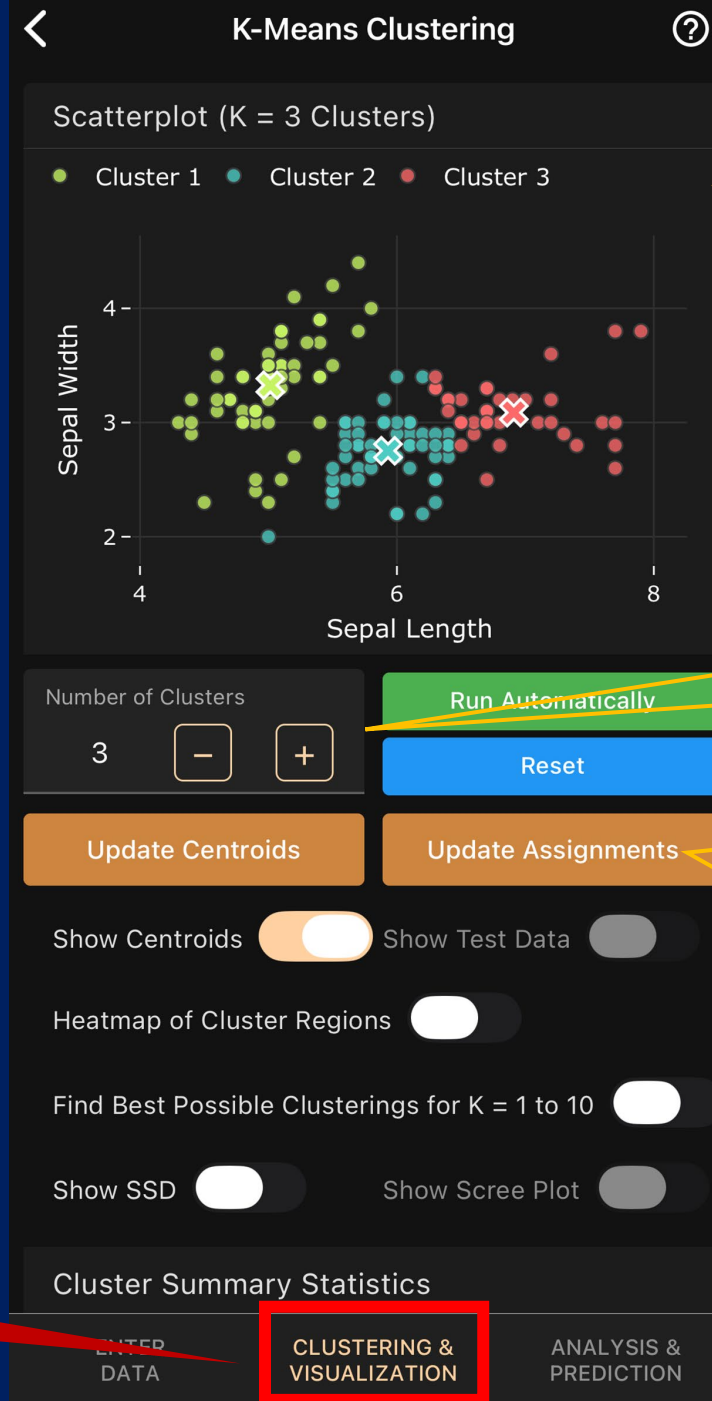 K-Means Clustering
?
Scatterplot (K = 3 Clusters)
Cluster 1 Cluster 2 Cluster 3
4
3
2
Sepal Width
4 6 8
Sepal Length
Number of Clusters
3 − +
Run Automatically
Reset
Update Centroids
Update Assignments
Show Centroids
Show Test Data
Heatmap of Cluster Regions
Find Best Possible Clusterings for K = 1 to 10
Show SSD
Show Scree Plot
Cluster Summary Statistics
ENTER
DATA
CLUSTERING &
VISUALIZATION
ANALYSIS &
PREDICTION